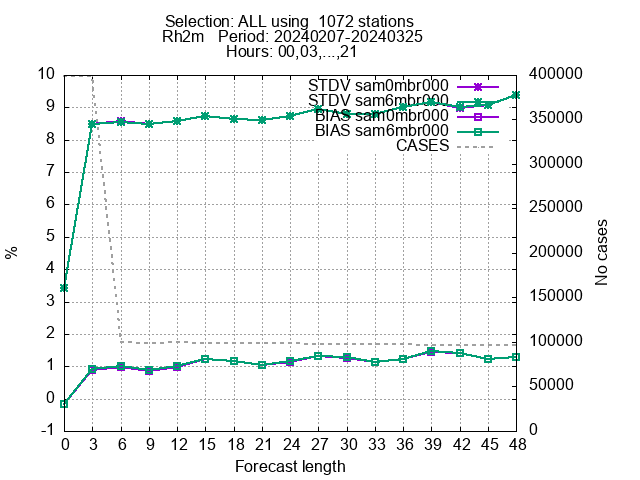 Selection: ALL using  1072 stations
Rh2m   Period: 20240207-20240325
Hours: 00,03,...,21
STDV sam0mbr000
STDV sam6mbr000
BIAS sam0mbr000
BIAS sam6mbr000
CASES
10
9
8
7
6
5
4
3
2
1
0
-1
%
400000
350000
300000
250000
200000
150000
100000
50000
0
No cases
0 3 6 9 12 15 18 21 24 27 30 33 36 39 42 45 48
Forecast length